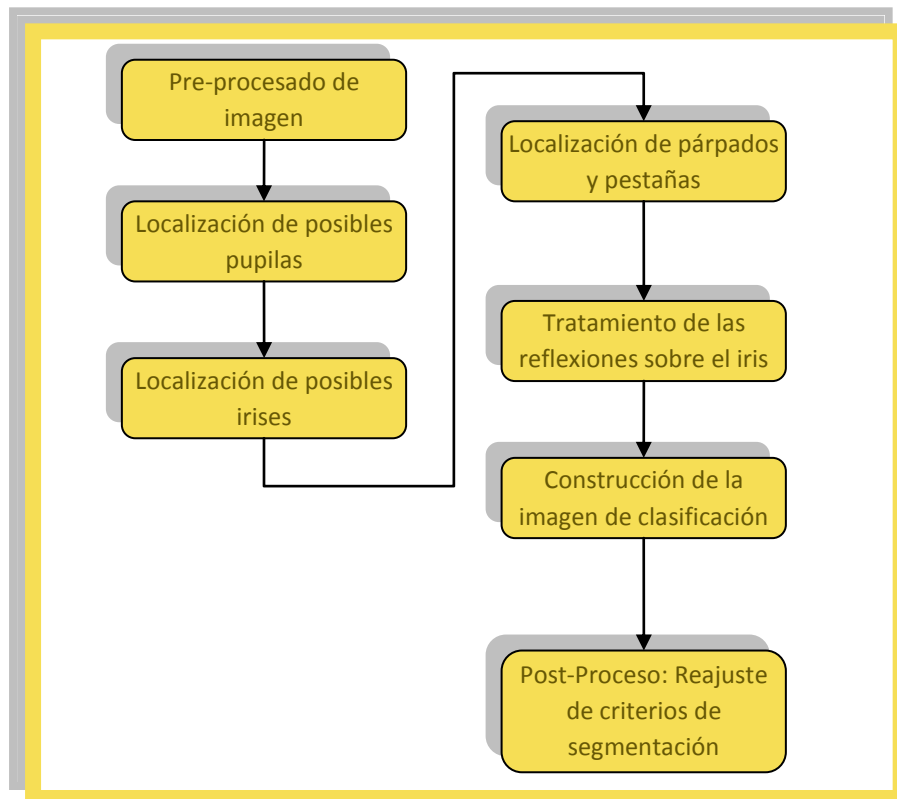 Pre-procesado de
imagen
Localización de posibles
pupilas
Localización de posibles
irises
Localización de párpados
y pestañas
Tratamiento de las
reflexiones sobre el iris
Construcción de la
imagen de clasificación
Post-Proceso: Reajuste
de criterios de
segmentación